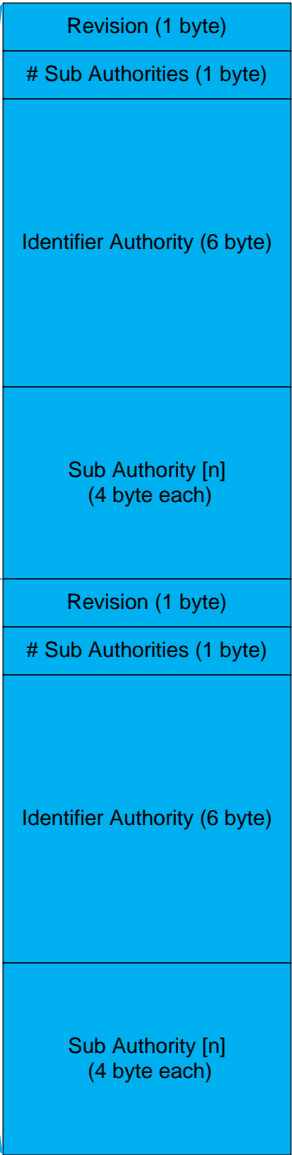 Revision (1 byte)
# Sub Authorities (1 byte)
Identifier Authority (6 byte)
Sub Authority [n]
(4 byte each)
Revision (1 byte)
# Sub Authorities (1 byte)
Identifier Authority (6 byte)
Sub Authority [n]
(4 byte each)